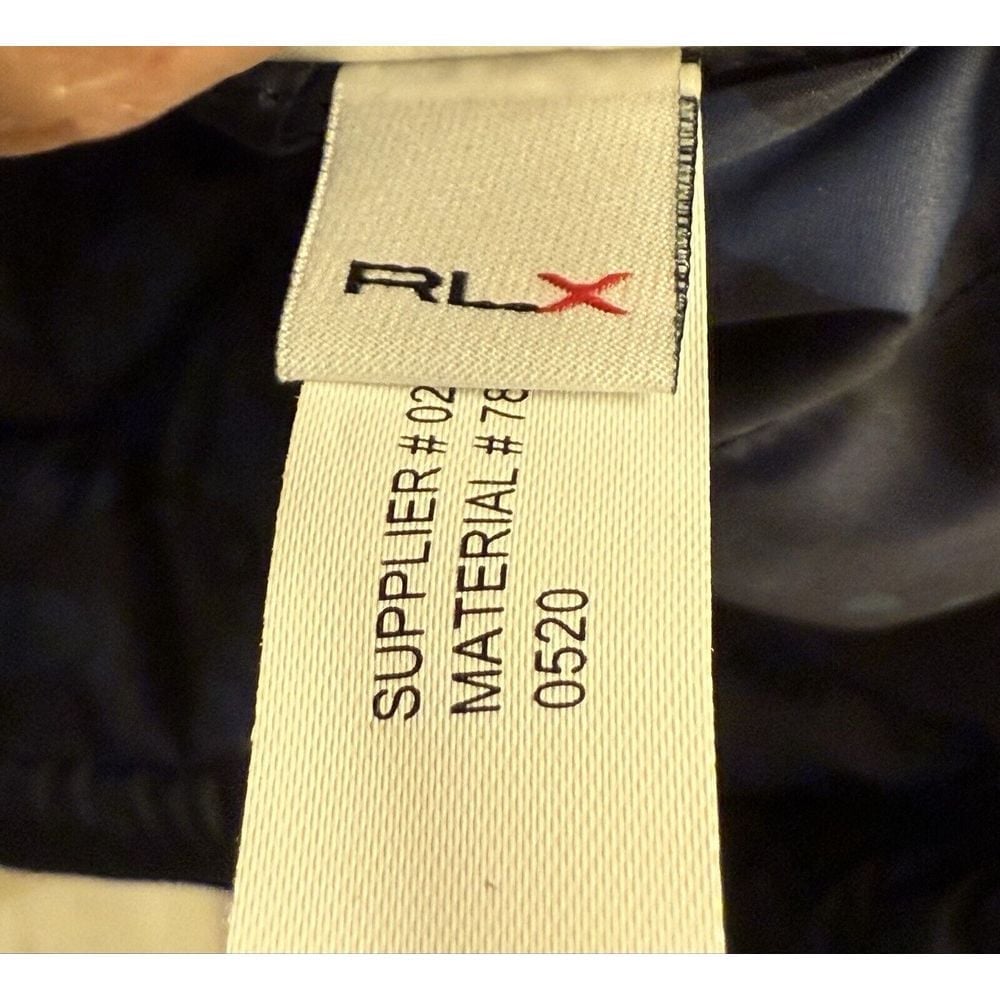 RLX
SUPPLIER # 02
MATERIAL # 78
0520